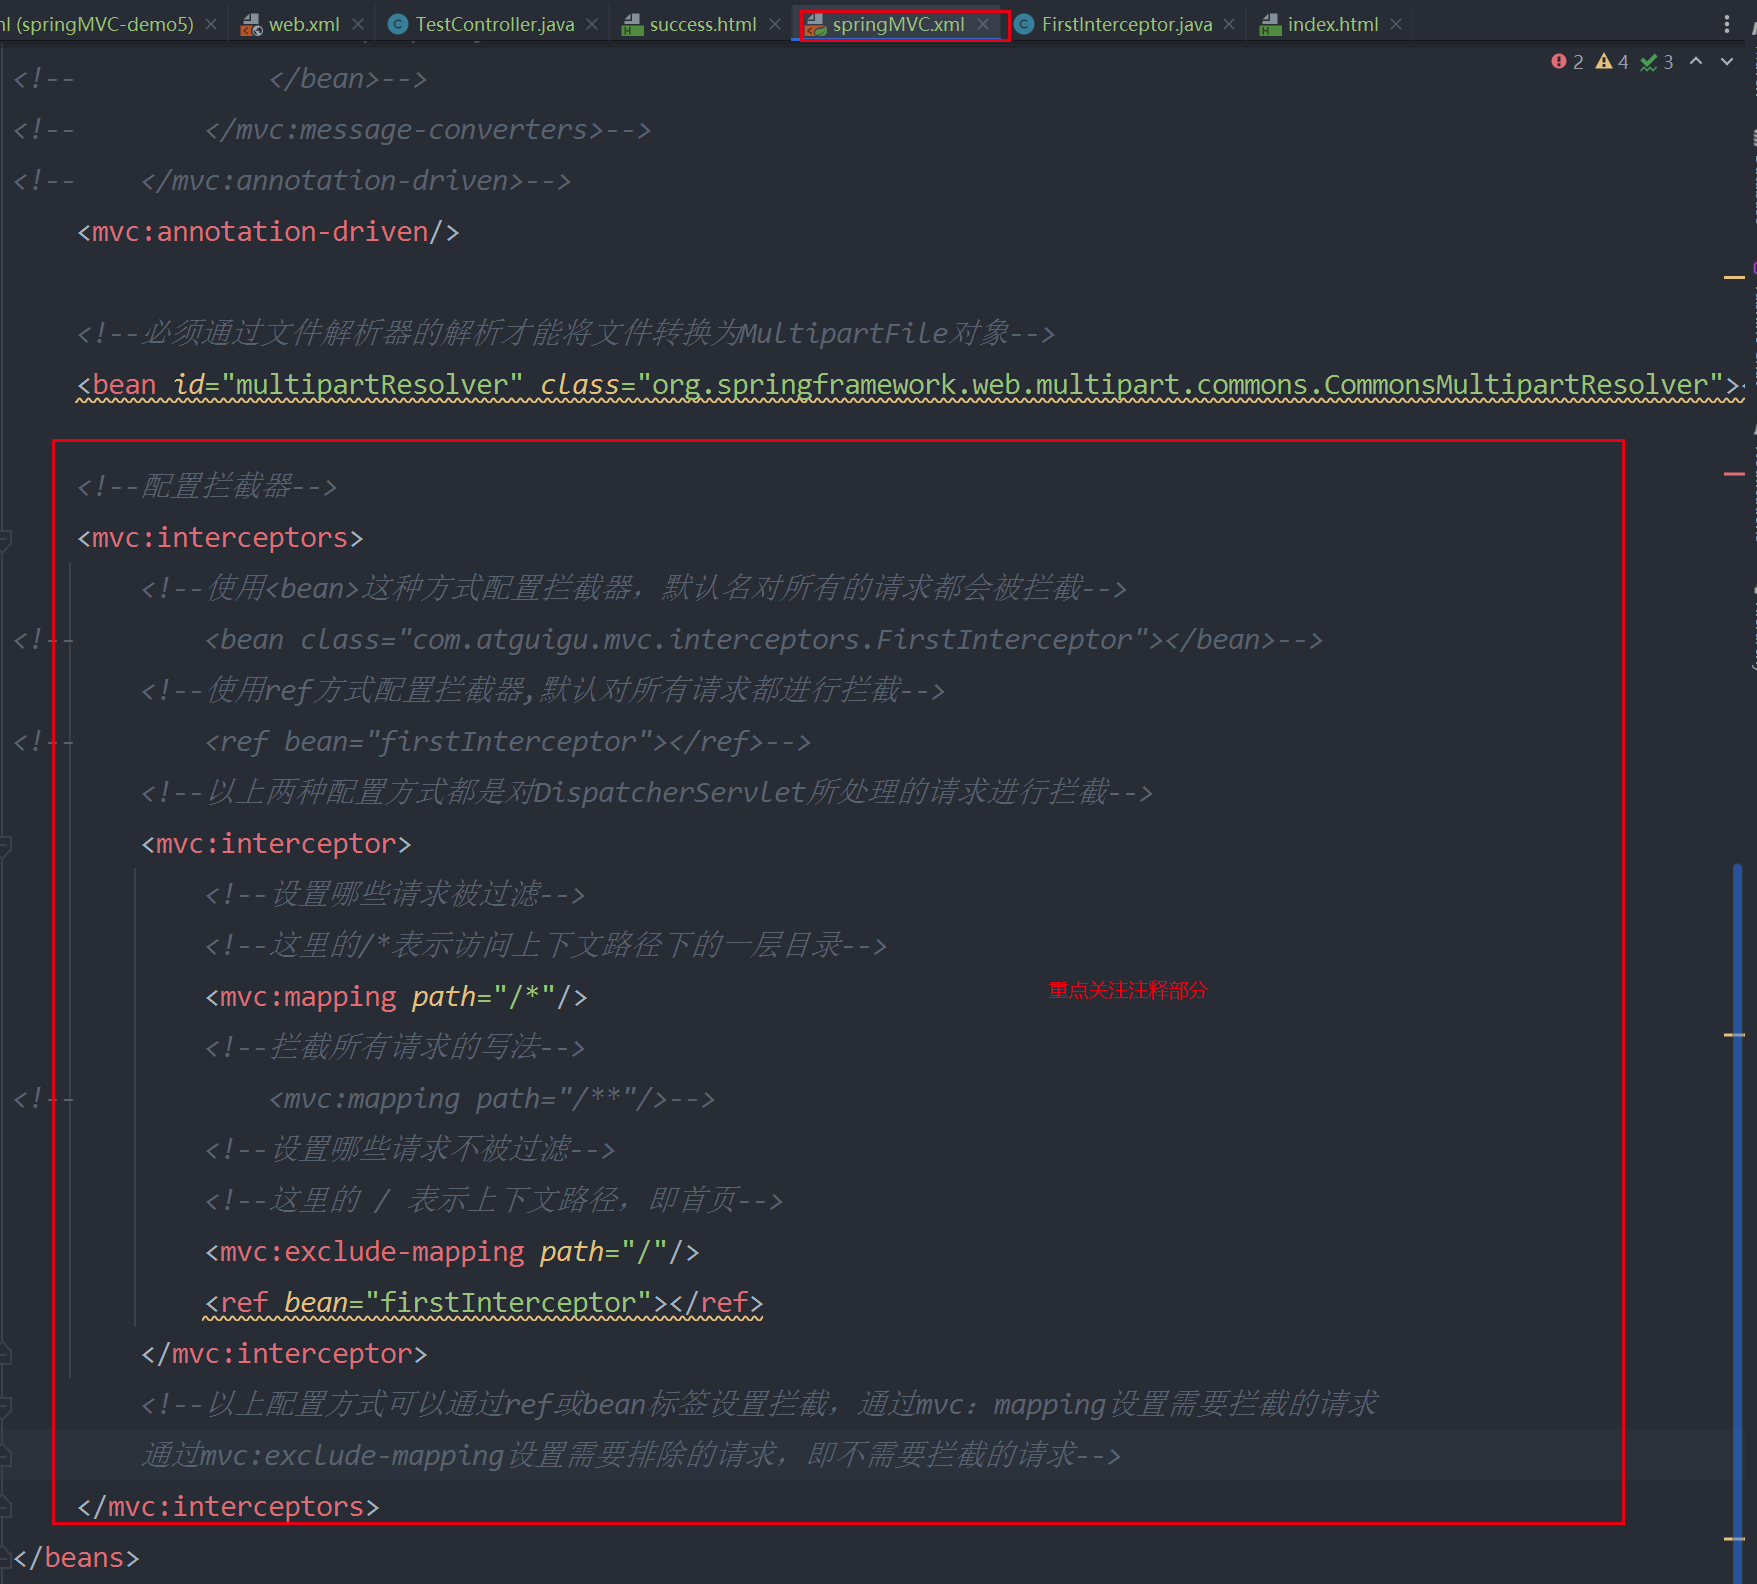 ml (springMVC-demo5) web.xml TestController.java success.html springMVC.xml FirstInterceptor.java index.html
2 4 3
<!--            </bean>-->
<!--        </mvc:message-converters>-->
<!--    </mvc:annotation-driven>-->
<mvc:annotation-driven/>
<!--必须通过文件解析器的解析才能将文件转换为MultipartFile对象-->
<bean id="multipartResolver" class="org.springframework.web.multipart.commons.CommonsMultipartResolver"><
<!--配置拦截器-->
<mvc:interceptors>
<!--使用<bean>这种方式配置拦截器，默认名对所有的请求都会被拦截-->
<!--        <bean class="com.atguigu.mvc.interceptors.FirstInterceptor"></bean>-->
<!--使用ref方式配置拦截器,默认对所有请求都进行拦截-->
<!--        <ref bean="firstInterceptor"></ref>-->
<!--以上两种配置方式都是对DispatcherServlet所处理的请求进行拦截-->
<mvc:interceptor>
<!--设置哪些请求被过滤-->
<!--这里的/*表示访问上下文路径下的一层目录-->
<mvc:mapping path="/*"/>
重点关注注释部分
<!--拦截所有请求的写法-->
<!--            <mvc:mapping path="/**"/>-->
<!--设置哪些请求不被过滤-->
<!--这里的 / 表示上下文路径，即首页-->
<mvc:exclude-mapping path="/"/>
<ref bean="firstInterceptor"></ref>
</mvc:interceptor>
<!--以上配置方式可以通过ref或bean标签设置拦截，通过mvc：mapping设置需要拦截的请求
通过mvc:exclude-mapping设置需要排除的请求，即不需要拦截的请求-->
</mvc:interceptors>
</beans>